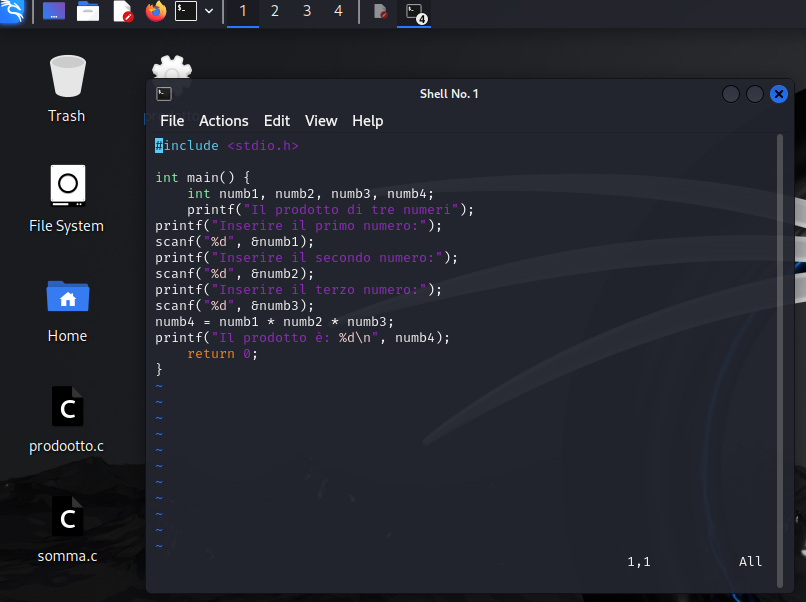 1 2 3 4
4
Trash
File System
Home
C
prodootto.c
C
somma.c
Shell No. 1
File Actions Edit View Help
#include <stdio.h>
int main() {
int numb1, numb2, numb3, numb4;
printf("Il prodotto di tre numeri");
printf("Inserire il primo numero:");
scanf("%d", &numb1);
printf("Inserire il secondo numero:");
scanf("%d", &numb2);
printf("Inserire il terzo numero:");
scanf("%d", &numb3);
numb4 = numb1 * numb2 * numb3;
printf("Il prodotto è: %d\n", numb4);
return 0;
}
~
~
~
~
~
~
~
~
~
~
~
1,1 All